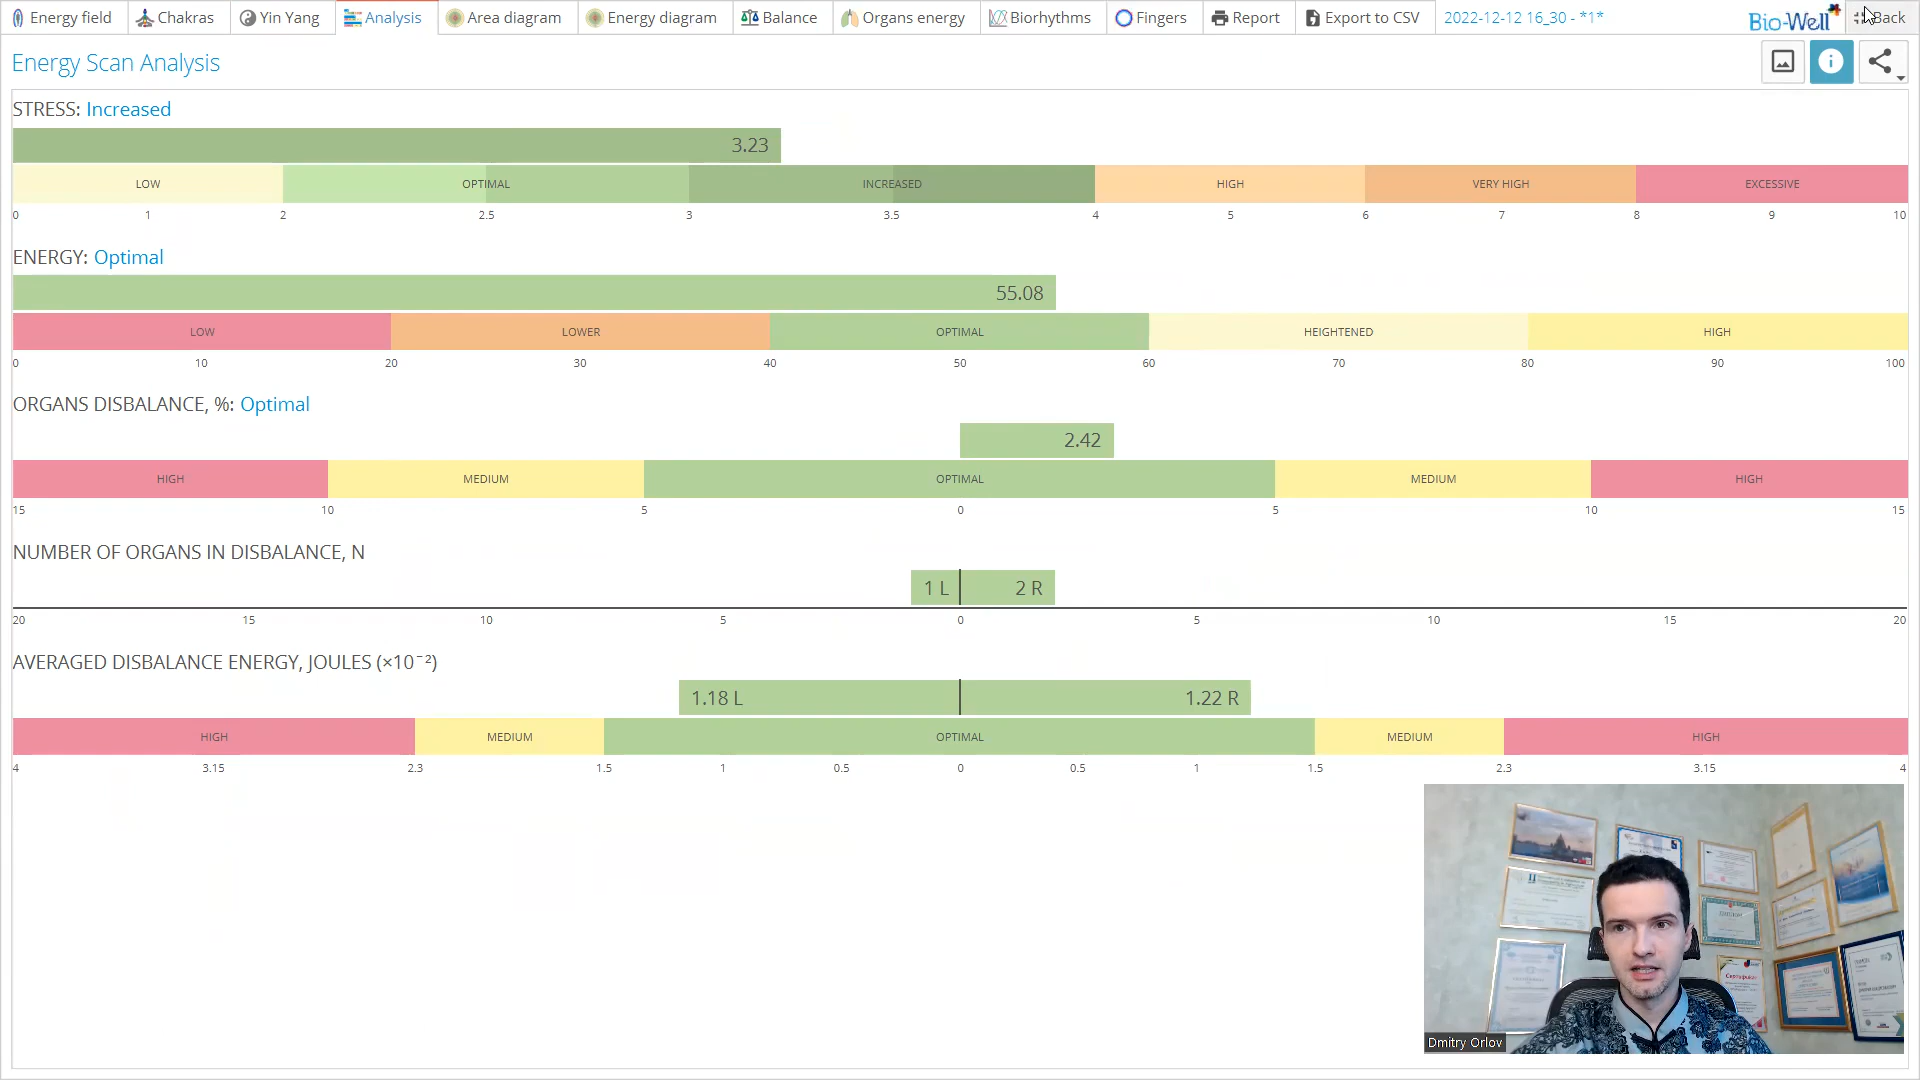 Energy field Chakras Yin Yang Analysis Area diagram Energy diagram Balance Organs energy Biorhythms Fingers Report Export to CSV 2022-12-12 16_30 - *1* Bio-Well Back
Energy Scan Analysis
STRESS: Increased
3.23
LOW OPTIMAL INCREASED HIGH VERY HIGH EXCESSIVE
0 1 2 2.5 3 3.5 4 5 6 7 8 9 10
ENERGY: Optimal
55.08
LOW LOWER OPTIMAL HEIGHTENED HIGH
0 10 20 30 40 50 60 70 80 90 100
ORGANS DISBALANCE, %: Optimal
2.42
HIGH MEDIUM OPTIMAL MEDIUM HIGH
15 10 5 0 5 10 15
NUMBER OF ORGANS IN DISBALANCE, N
1 L 2 R
20 15 10 5 0 5 10 15 20
AVERAGED DISBALANCE ENERGY, JOULES (×10⁻²)
1.18 L 1.22 R
HIGH MEDIUM OPTIMAL MEDIUM HIGH
4 3.15 2.3 1.5 1 0.5 0 0.5 1 1.5 2.3 3.15 4
Dmitry Orlov